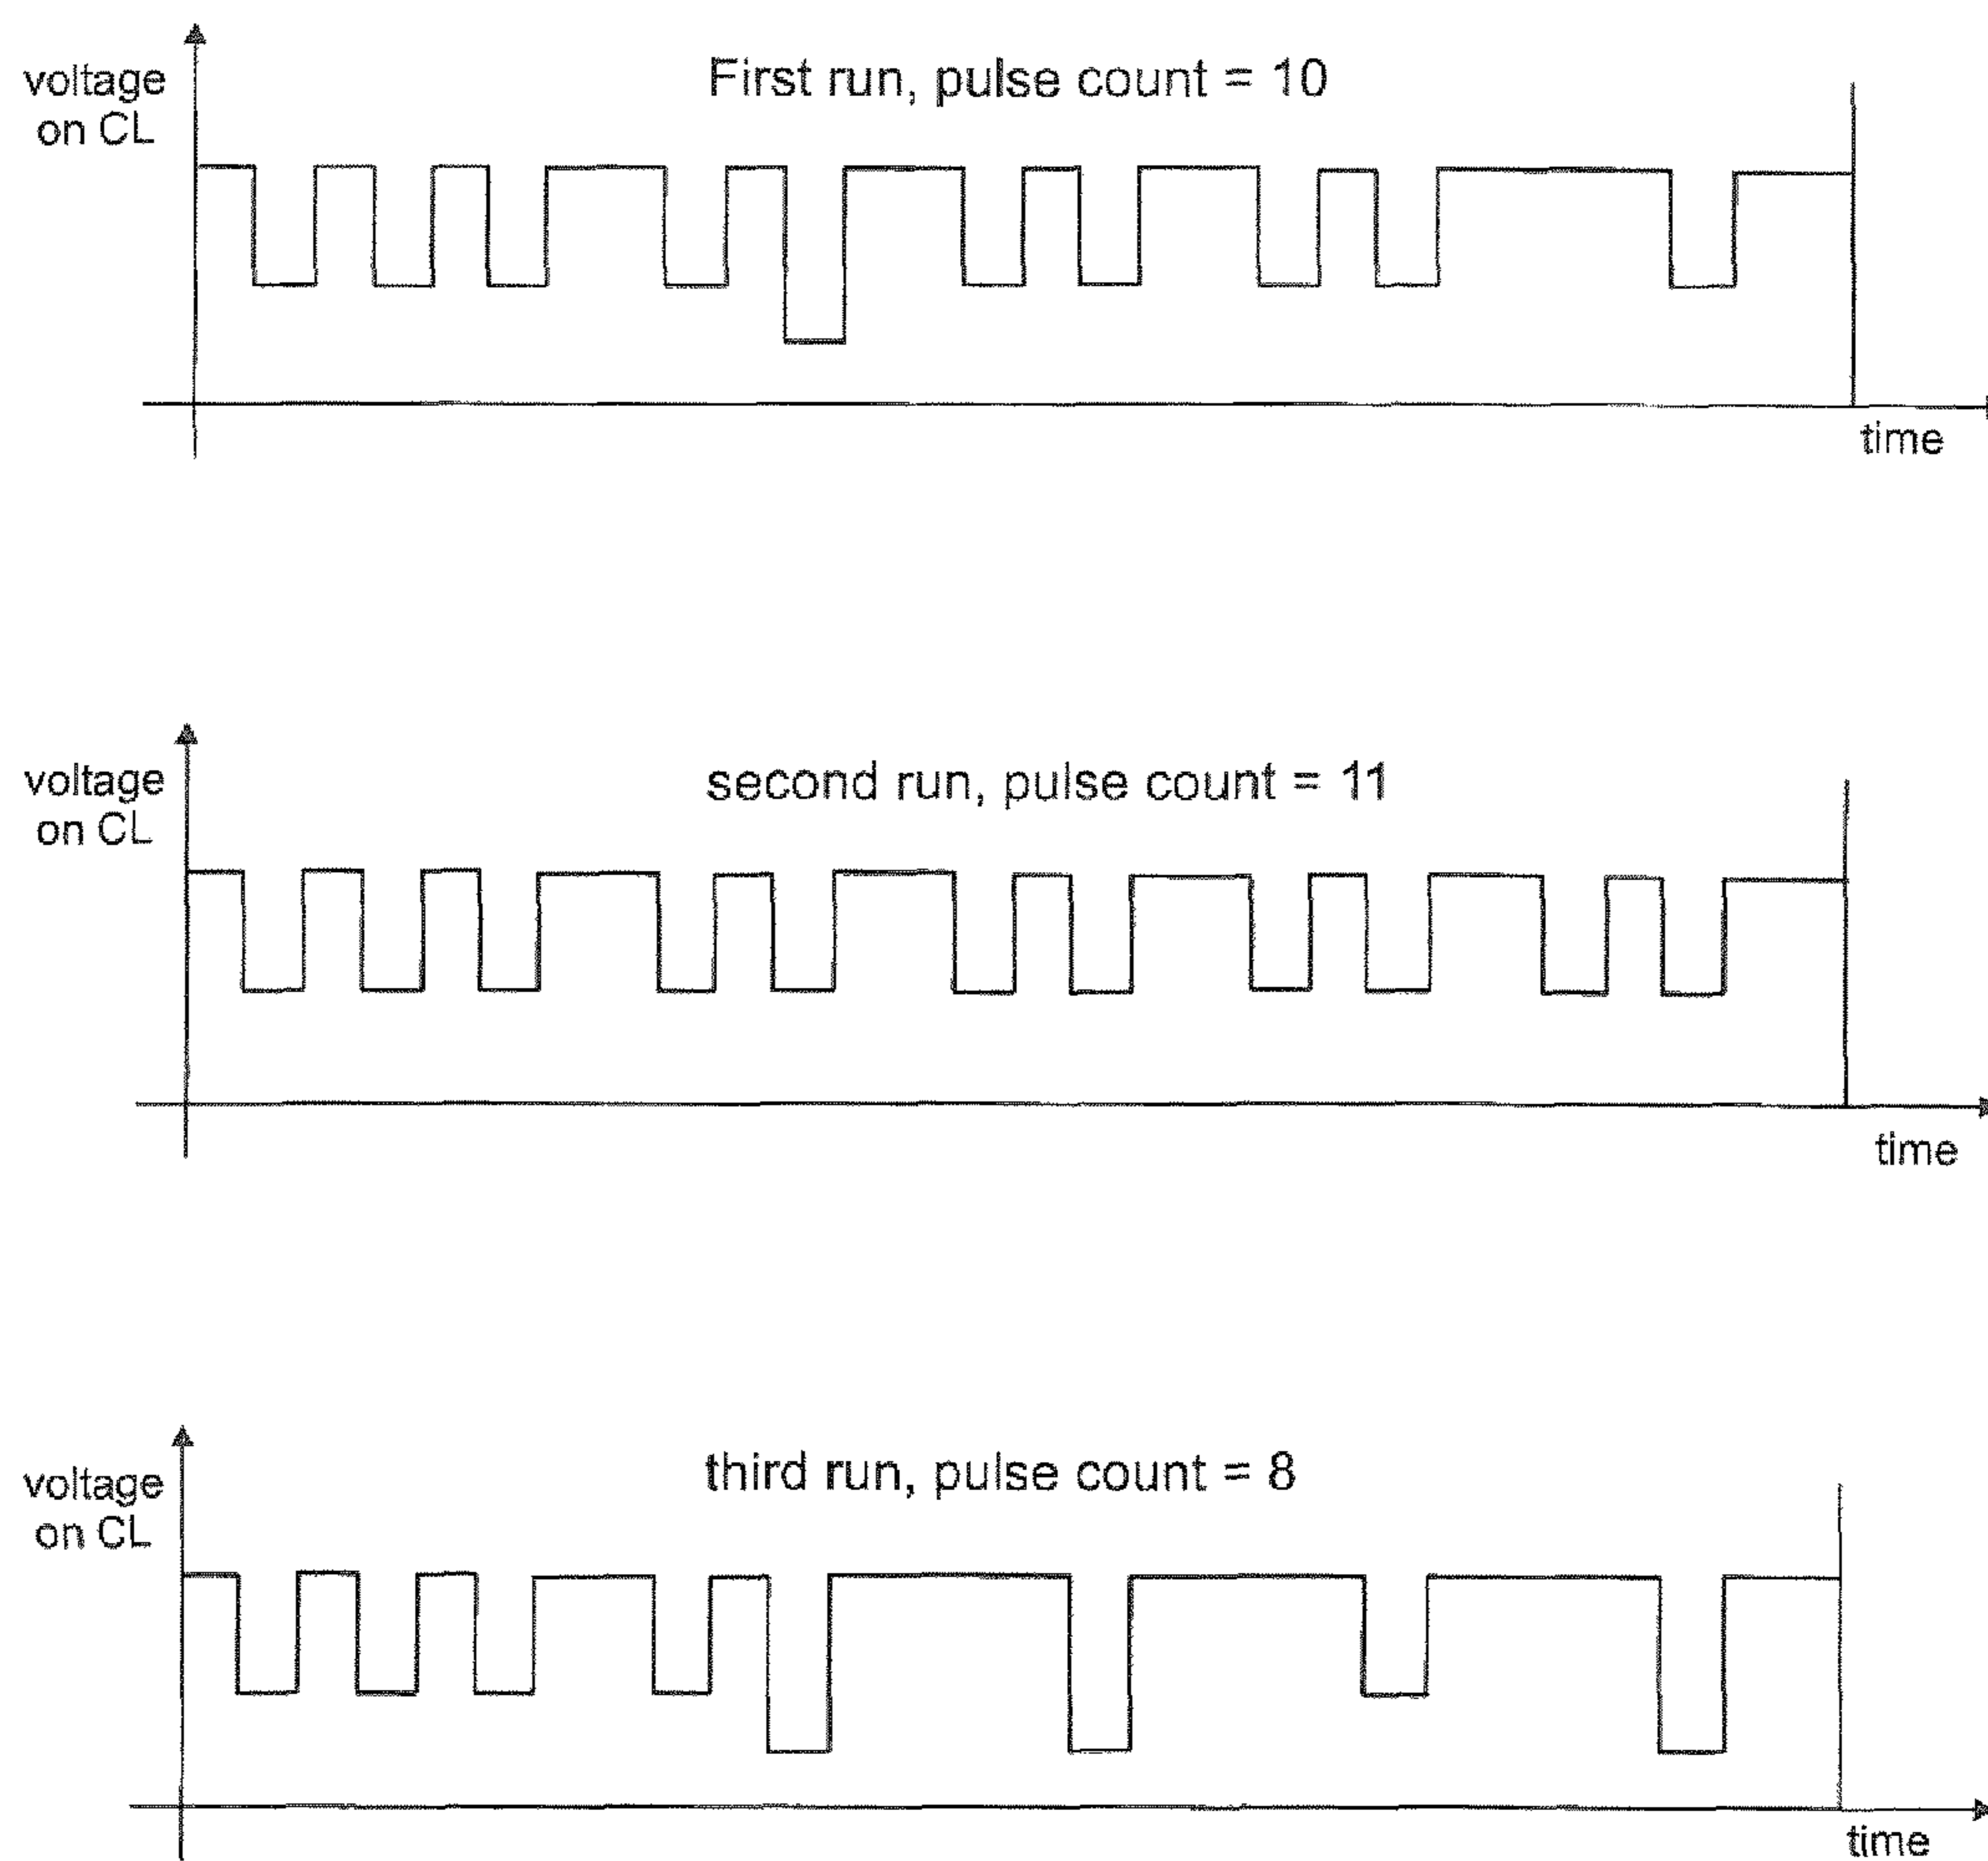 voltage
on CL
First run, pulse count = 10
time
voltage
on CL
second run, pulse count = 11
time
voltage
on CL
third run, pulse count = 8
time